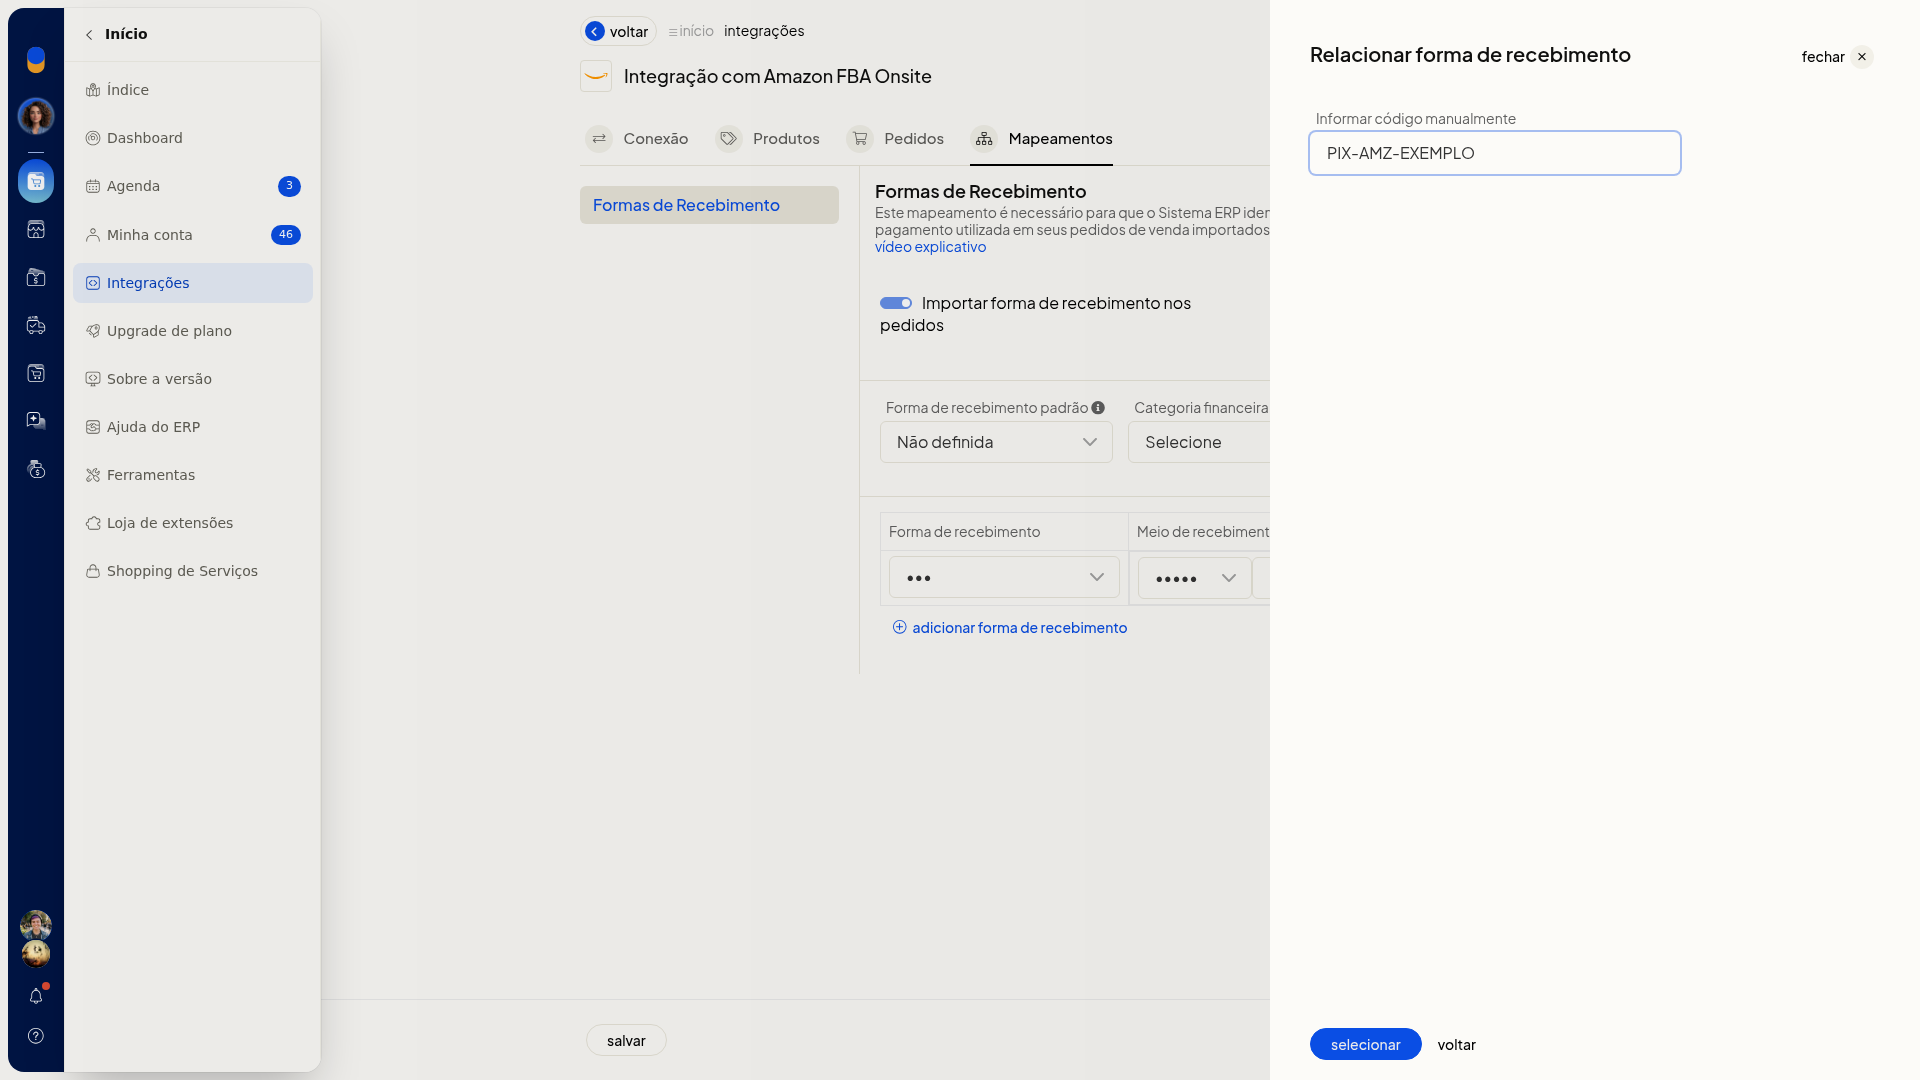 Início
Índice
Dashboard
Agenda
3
Minha conta
46
Integrações
Upgrade de plano
Sobre a versão
Ajuda do ERP
Ferramentas
Loja de extensões
Shopping de Serviços
voltar
início
integrações
Integração com Amazon FBA Onsite
Conexão
Produtos
Pedidos
Mapeamentos
Formas de Recebimento
Formas de Recebimento
Este mapeamento é necessário para que o Sistema ERP iden
pagamento utilizada em seus pedidos de venda importados
vídeo explicativo
Importar forma de recebimento nos
pedidos
Forma de recebimento padrão
Categoria financeira
Não definida
Selecione
Forma de recebimento
Meio de recebiment
•••
•••••
adicionar forma de recebimento
salvar
Relacionar forma de recebimento
fechar
Informar código manualmente
PIX-AMZ-EXEMPLO
selecionar
voltar